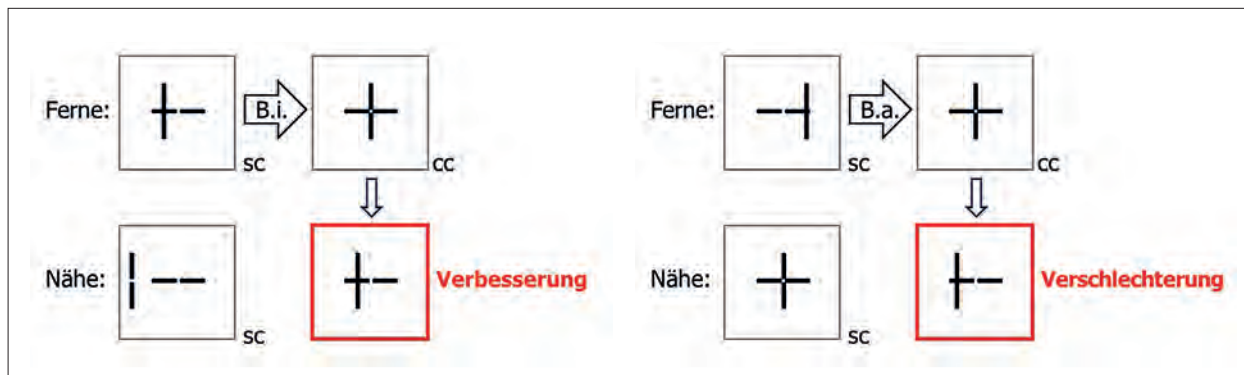 Ferne:
B.i.
sc
cc
Nähe:
sc
Verbesserung
Ferne:
B.a.
sc
cc
Nähe:
sc
Verschlechterung